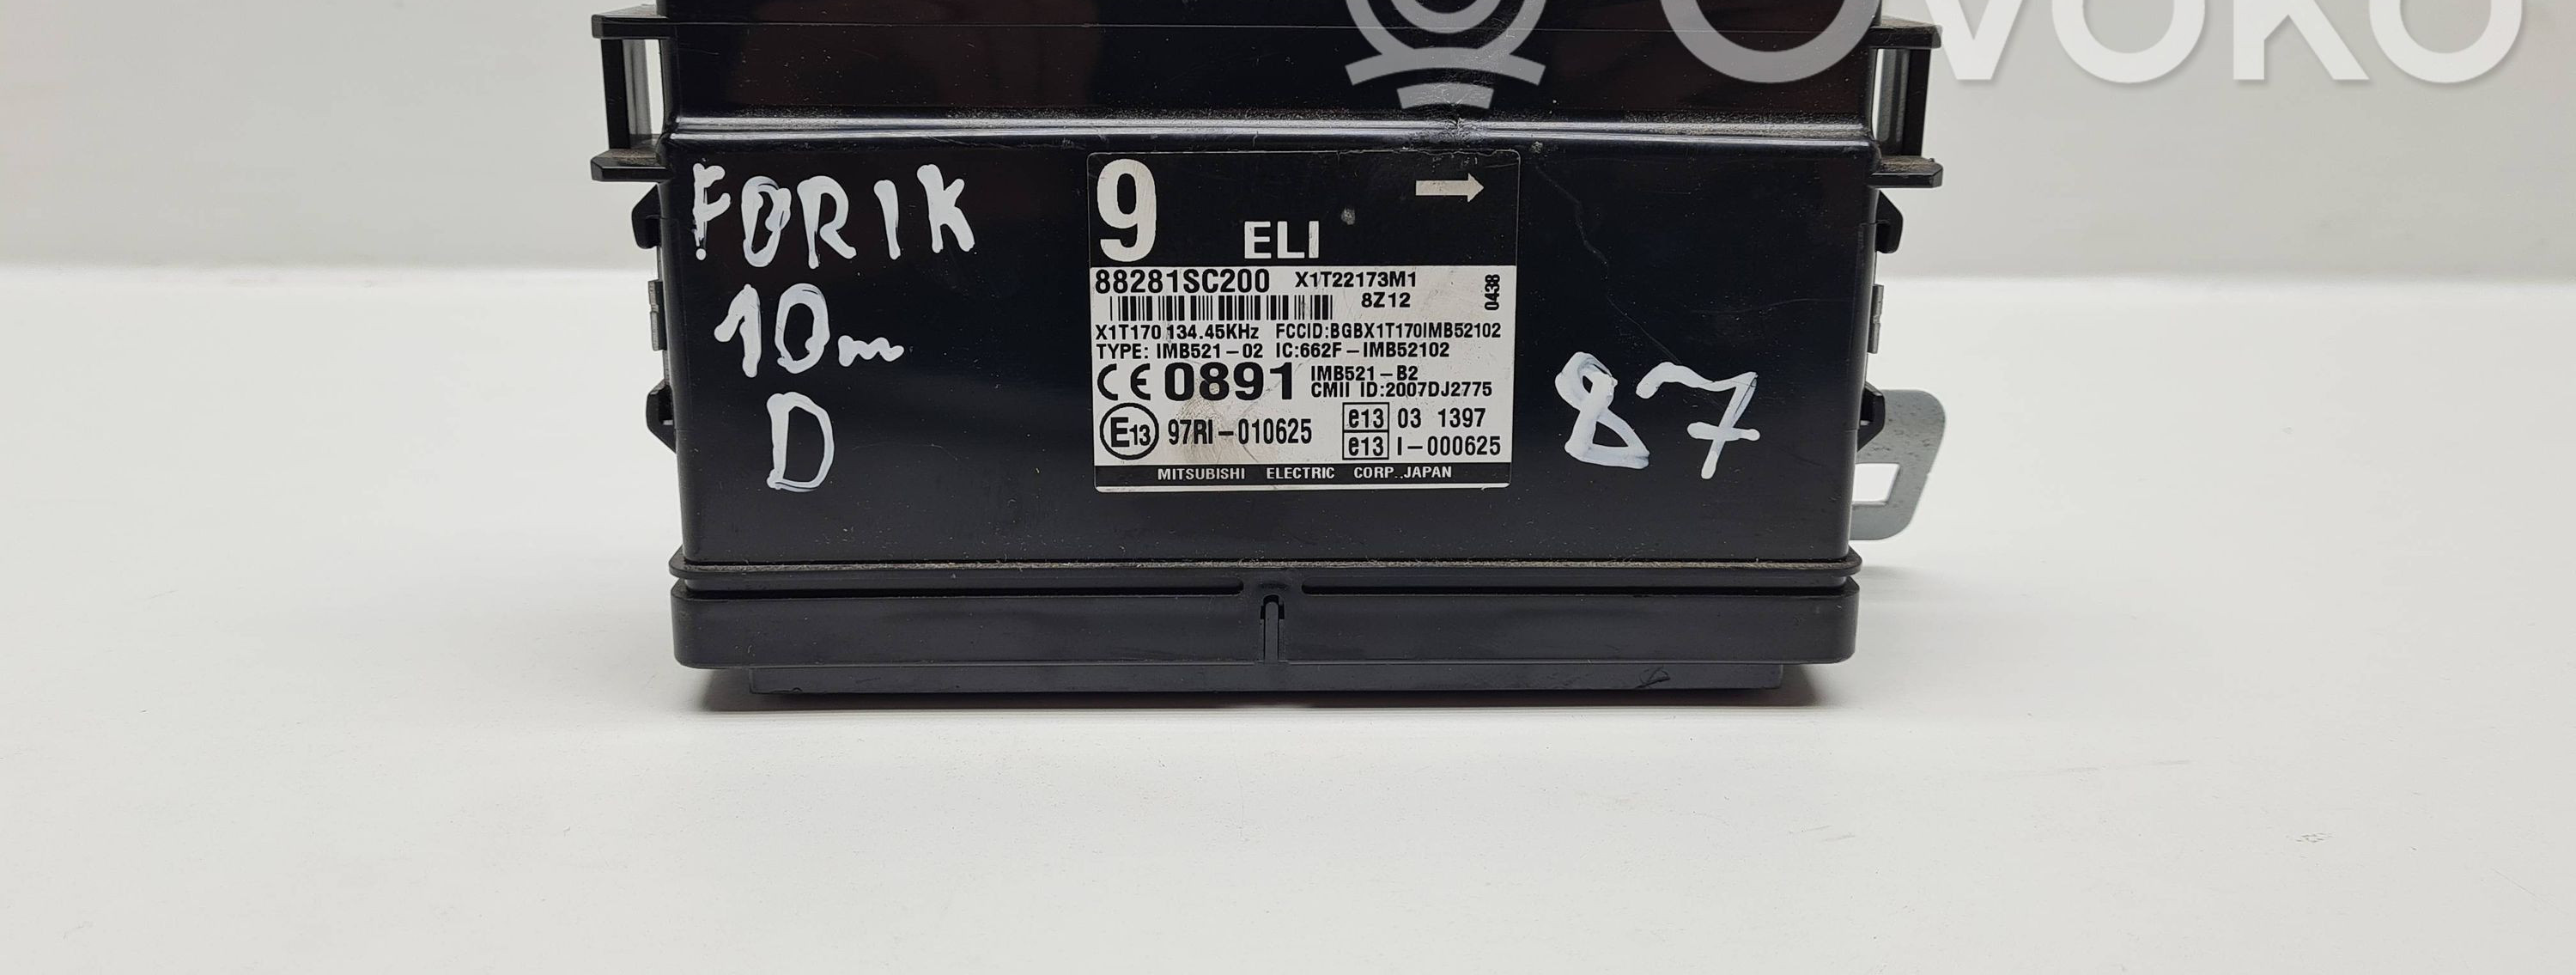 OVOKO
FORIK
10m
D
9
ELI
88281SC200 X1T22173M1
8Z12
0438
X1T170 134.45KHz FCCID:BGBX1T170IMB52102
TYPE: IMB521-02 IC:662F-IMB52102
CE 0891 IMB521-B2
CMII ID:2007DJ2775
E13 97RI-010625 e13 03 1397
e13 I-000625
MITSUBISHI ELECTRIC CORP.,JAPAN
87